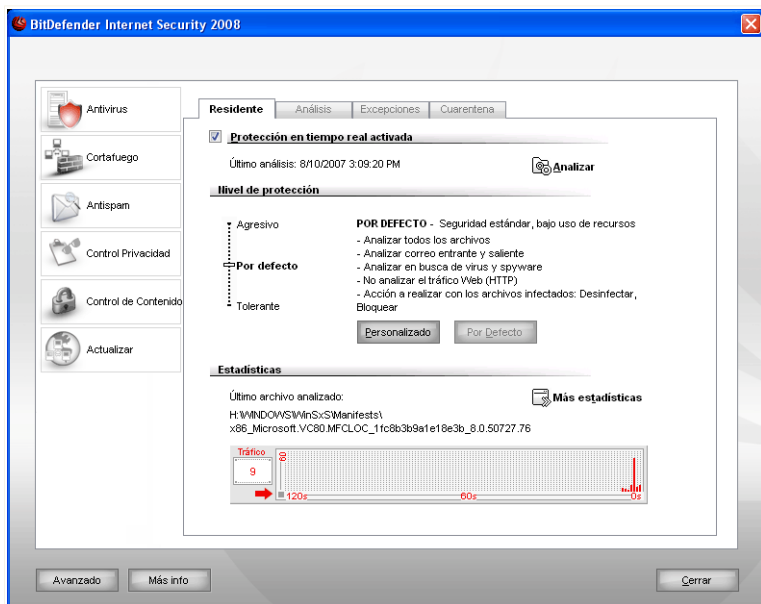 BitDefender Internet Security 2008
Antivirus
Cortafuego
Antispam
Control Privacidad
Control de Contenido
Actualizar
Residente
Análisis
Excepciones
Cuarentena
Protección en tiempo real activada
Último análisis: 8/10/2007 3:09:20 PM
Analizar
Nivel de protección
Agresivo
Por defecto
Tolerante
POR DEFECTO - Seguridad estándar, bajo uso de recursos
- Analizar todos los archivos
- Analizar correo entrante y saliente
- Analizar en busca de virus y spyware
- No analizar el tráfico Web (HTTP)
- Acción a realizar con los archivos infectados: Desinfectar,
Bloquear
Personalizado
Por Defecto
Estadísticas
Último archivo analizado:
Más estadísticas
H:\WINDOWS\WinSxS\Manifests\
x86_Microsoft.VC80.MFCLOC_1fc8b3b9a1e18e3b_8.0.50727.76
Tráfico
9
60
120s
60s
0s
Avanzado
Más info
Cerrar